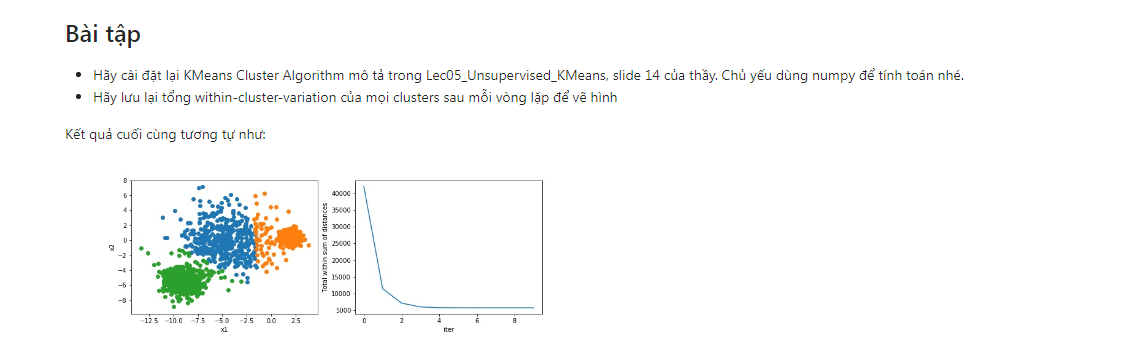 Bài tập
Hãy cài đặt lại KMeans Cluster Algorithm mô tả trong Lec05_Unsupervised_KMeans, slide 14 của thầy. Chủ yếu dùng numpy để tính toán nhé.
Hãy lưu lại tổng within-cluster-variation của mọi clusters sau mỗi vòng lặp để vẽ hình
Kết quả cuối cùng tương tự như:
8
6
4
2
0
−2
−4
−6
−8
x2
−12.5 −10.0 −7.5 −5.0 −2.5 0.0 2.5
x1
40000
35000
30000
25000
20000
15000
10000
5000
Total within sum of distances
0 2 4 6 8
iter